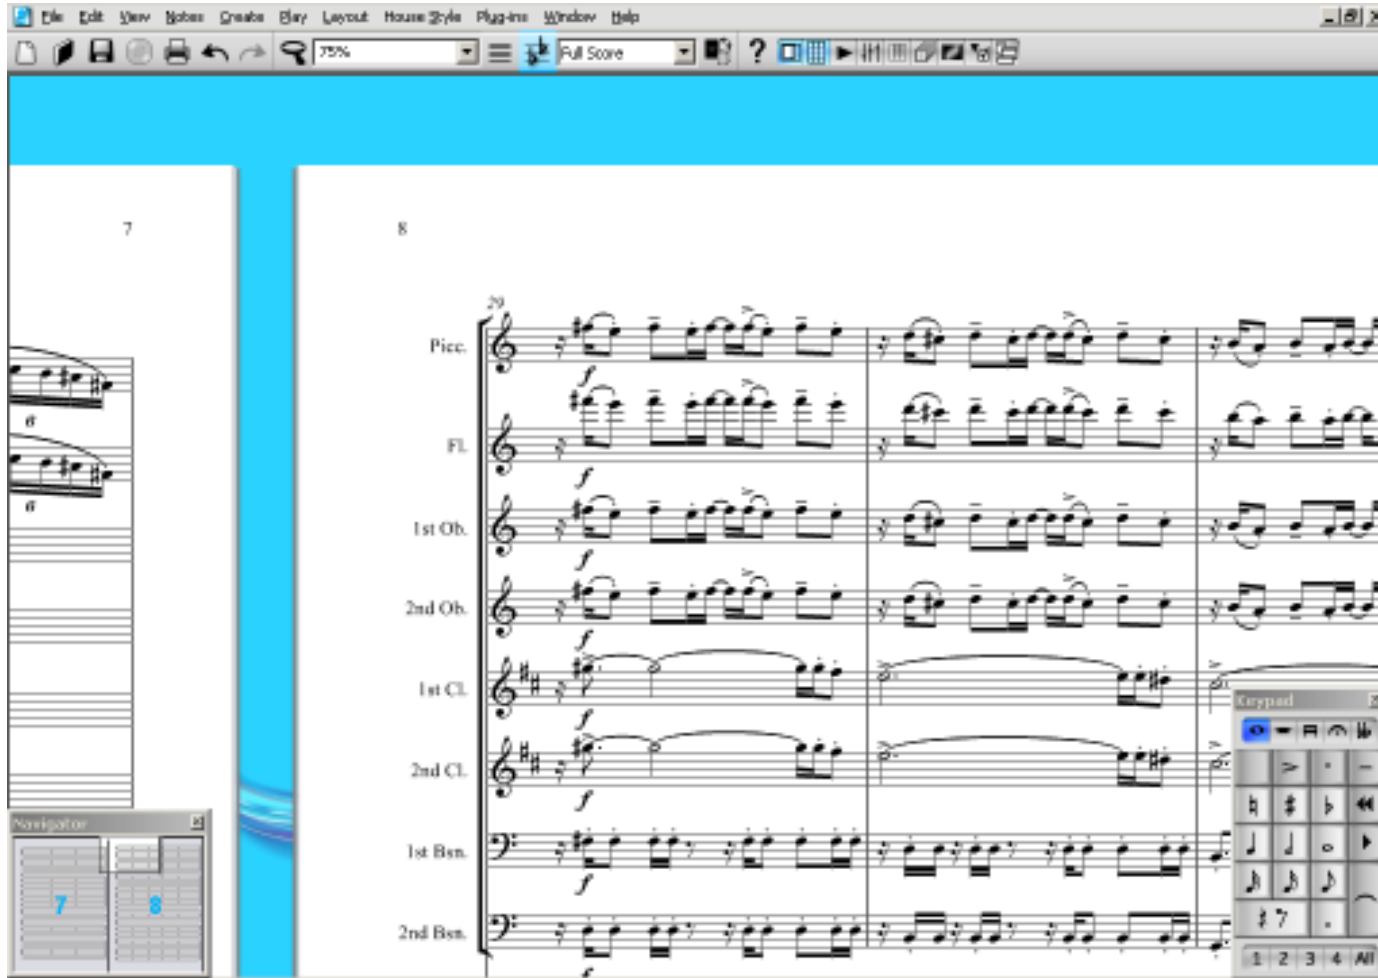 File Edit View Notes Create Play Layout House Style Plug-ins Window Help
75% Full Score ?
7 8
29
Picc.
f
6
Fl.
f
6
1st Ob.
f
2nd Ob.
f
1st Cl.
f
Keypad
2nd Cl.
f
Navigator
1st Bsn.
f
7 8
2nd Bsn.
f
1 2 3 4 All